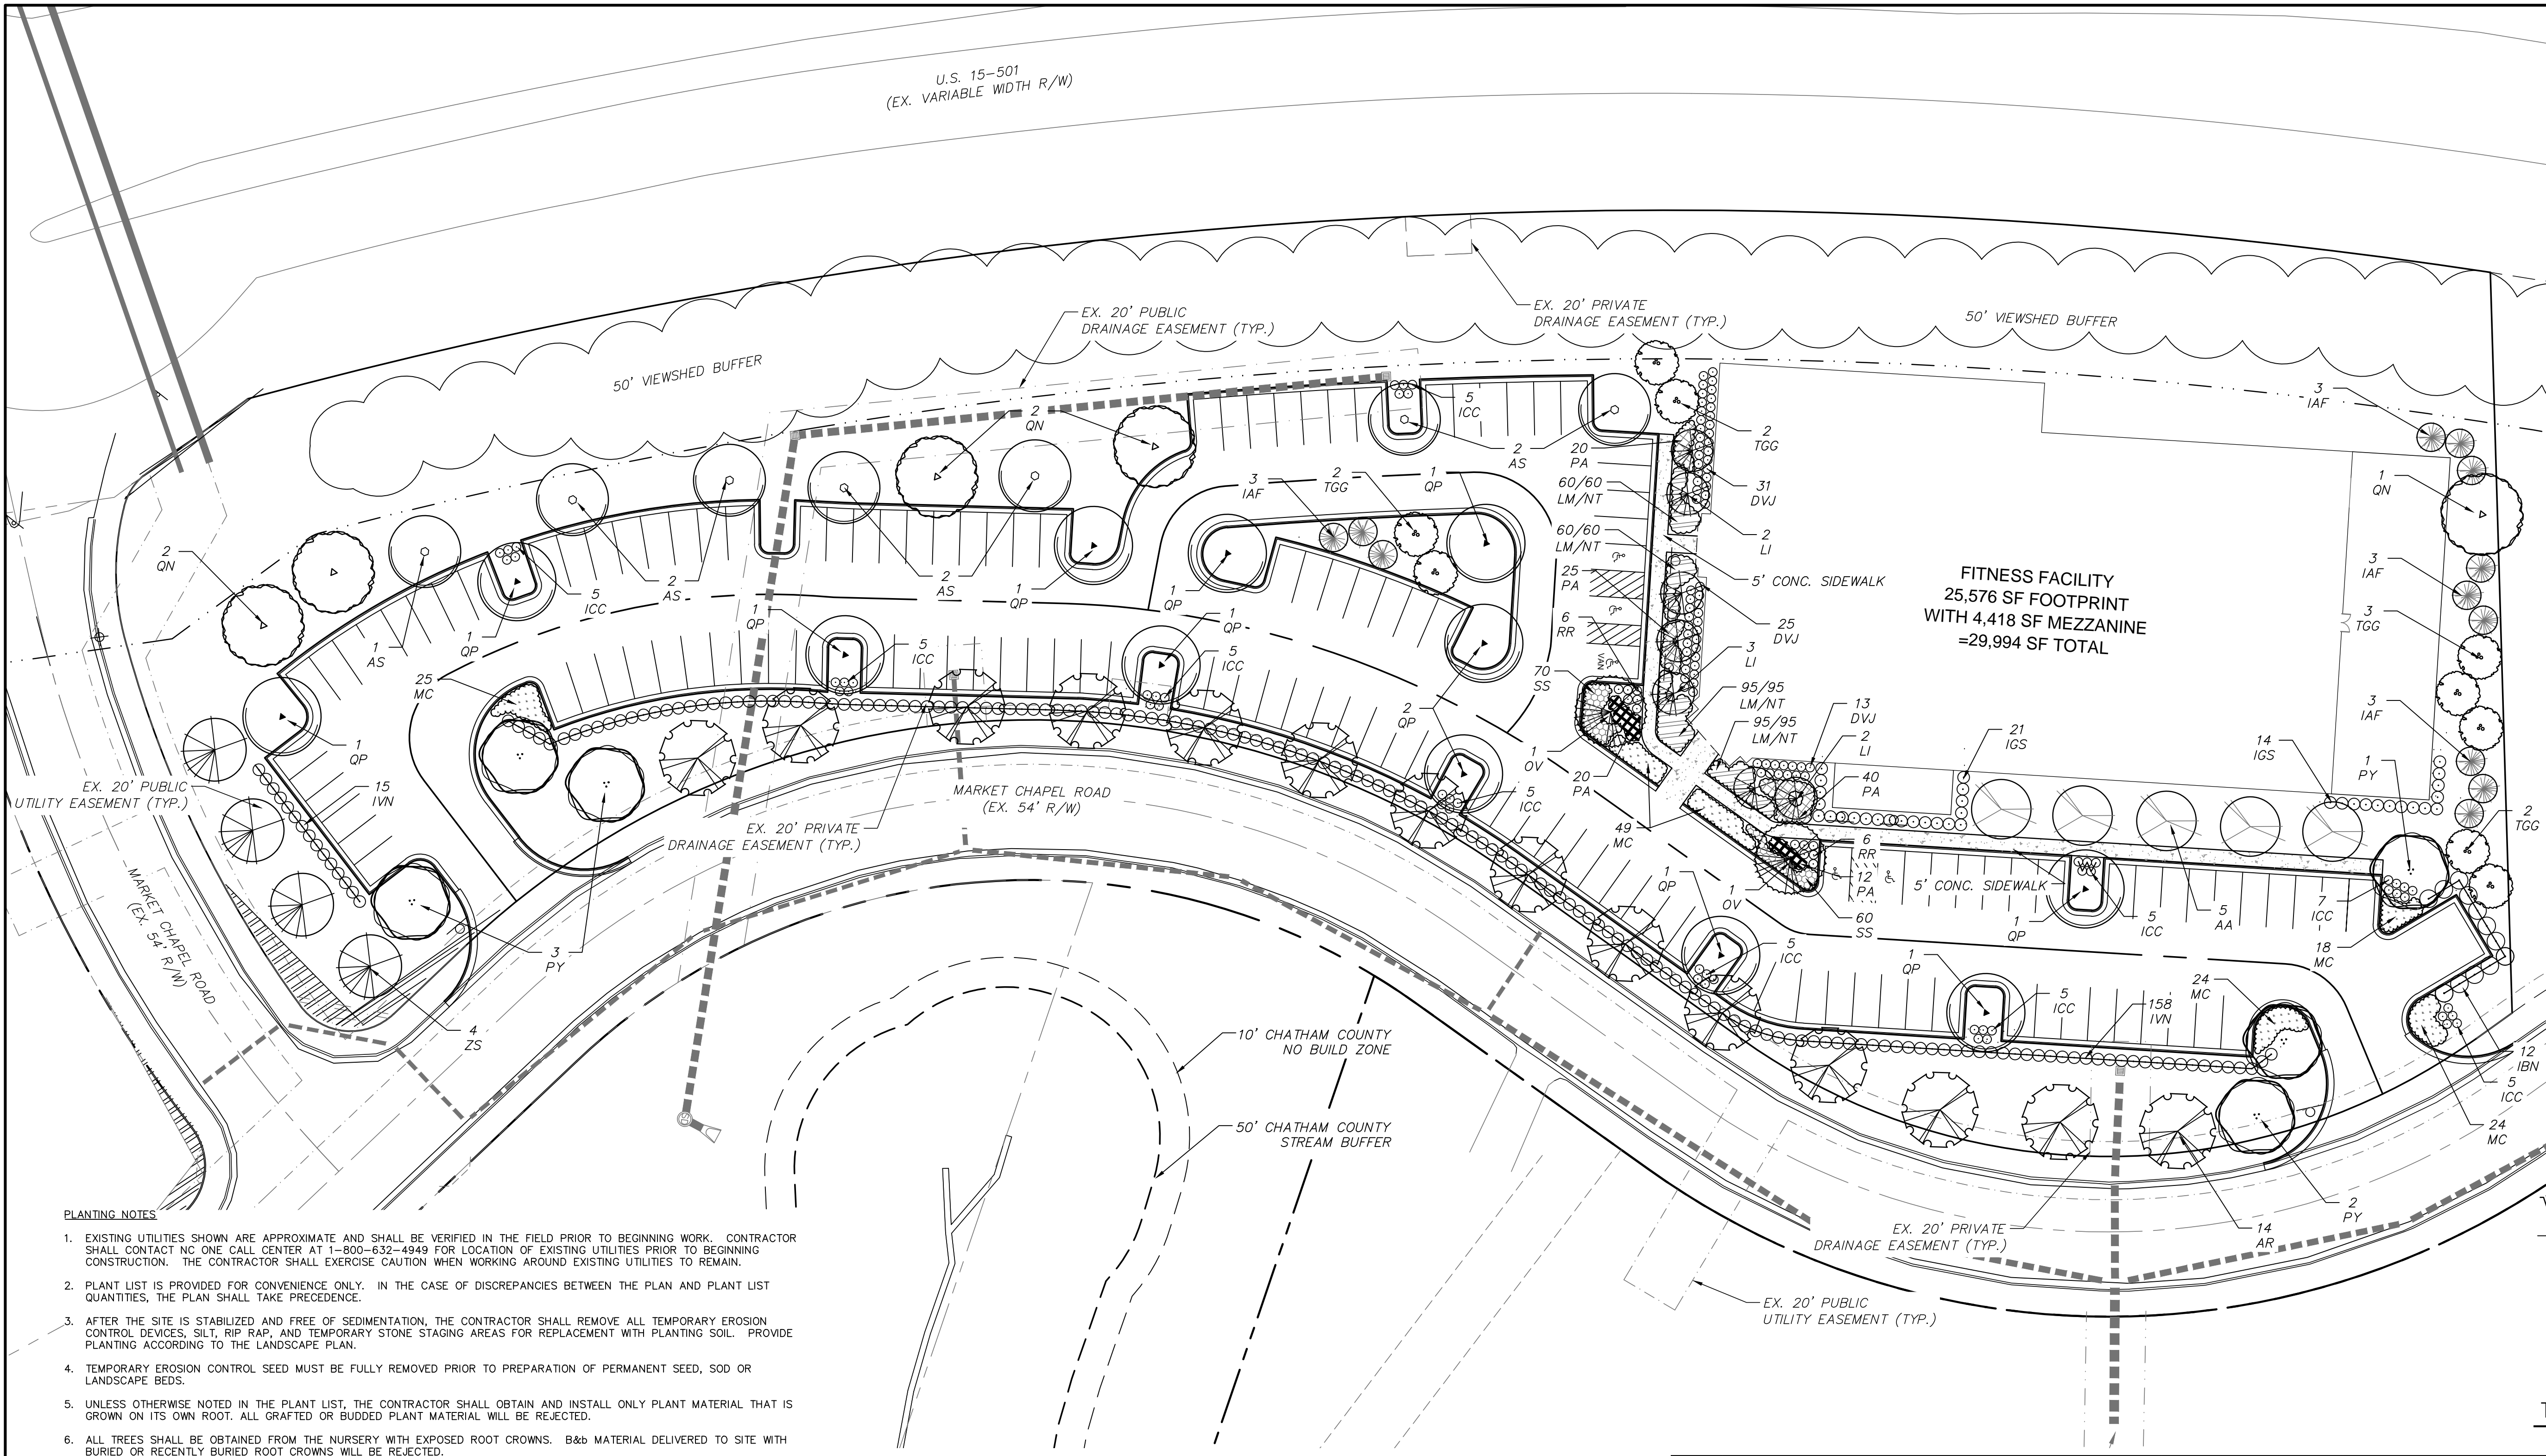 U.S. 15-501
(EX. VARIABLE WIDTH R/W)
EX. 20' PUBLIC
DRAINAGE EASEMENT (TYP.)
EX. 20' PRIVATE
DRAINAGE EASEMENT (TYP.)
50' VIEWSHED BUFFER
50' VIEWSHED BUFFER
3
IAF
5
ICC
2
QN
2
AS
20
PA
2
TGG
1
QN
3
IAF
2
TGG
1
QP
60/60
LM/NT
31
DVJ
60/60
LM/NT
2
LI
2
QN
5' CONC. SIDEWALK
FITNESS FACILITY
25,576 SF FOOTPRINT
WITH 4,418 SF MEZZANINE
=29,994 SF TOTAL
3
IAF
25
PA
5
ICC
2
AS
2
AS
1
QP
1
QP
6
RR
25
DVJ
3
TGG
1
AS
1
QP
1
QP
1
QP
5
ICC
5
ICC
3
LI
25
MC
70
SS
95/95
LM/NT
13
DVJ
3
IAF
2
QP
95/95
LM/NT
2
LI
21
IGS
14
IGS
1
PY
1
QP
1
OV
20
PA
40
PA
EX. 20' PUBLIC
UTILITY EASEMENT (TYP.)
15
IVN
MARKET CHAPEL ROAD
(EX. 54' R/W)
5
ICC
2
TGG
EX. 20' PRIVATE
DRAINAGE EASEMENT (TYP.)
49
MC
6
RR
12
PA
5' CONC. SIDEWALK
1
QP
1
OV
60
SS
1
QP
5
ICC
5
AA
7
ICC
MARKET CHAPEL ROAD
(EX. 54' R/W)
3
PY
5
ICC
1
QP
18
MC
24
MC
5
ICC
158
IVN
4
ZS
10' CHATHAM COUNTY
NO BUILD ZONE
12
IBN
5
ICC
50' CHATHAM COUNTY
STREAM BUFFER
24
MC
2
PY
EX. 20' PRIVATE
DRAINAGE EASEMENT (TYP.)
14
AR
EX. 20' PUBLIC
UTILITY EASEMENT (TYP.)
PLANTING NOTES
1. EXISTING UTILITIES SHOWN ARE APPROXIMATE AND SHALL BE VERIFIED IN THE FIELD PRIOR TO BEGINNING WORK. CONTRACTOR
SHALL CONTACT NC ONE CALL CENTER AT 1-800-632-4949 FOR LOCATION OF EXISTING UTILITIES PRIOR TO BEGINNING
CONSTRUCTION. THE CONTRACTOR SHALL EXERCISE CAUTION WHEN WORKING AROUND EXISTING UTILITIES TO REMAIN.
2. PLANT LIST IS PROVIDED FOR CONVENIENCE ONLY. IN THE CASE OF DISCREPANCIES BETWEEN THE PLAN AND PLANT LIST
QUANTITIES, THE PLAN SHALL TAKE PRECEDENCE.
3. AFTER THE SITE IS STABILIZED AND FREE OF SEDIMENTATION, THE CONTRACTOR SHALL REMOVE ALL TEMPORARY EROSION
CONTROL DEVICES, SILT, RIP RAP, AND TEMPORARY STONE STAGING AREAS FOR REPLACEMENT WITH PLANTING SOIL. PROVIDE
PLANTING ACCORDING TO THE LANDSCAPE PLAN.
4. TEMPORARY EROSION CONTROL SEED MUST BE FULLY REMOVED PRIOR TO PREPARATION OF PERMANENT SEED, SOD OR
LANDSCAPE BEDS.
5. UNLESS OTHERWISE NOTED IN THE PLANT LIST, THE CONTRACTOR SHALL OBTAIN AND INSTALL ONLY PLANT MATERIAL THAT IS
GROWN ON ITS OWN ROOT. ALL GRAFTED OR BUDDED PLANT MATERIAL WILL BE REJECTED.
6. ALL TREES SHALL BE OBTAINED FROM THE NURSERY WITH EXPOSED ROOT CROWNS. B&b MATERIAL DELIVERED TO SITE WITH
BURIED OR RECENTLY BURIED ROOT CROWNS WILL BE REJECTED.